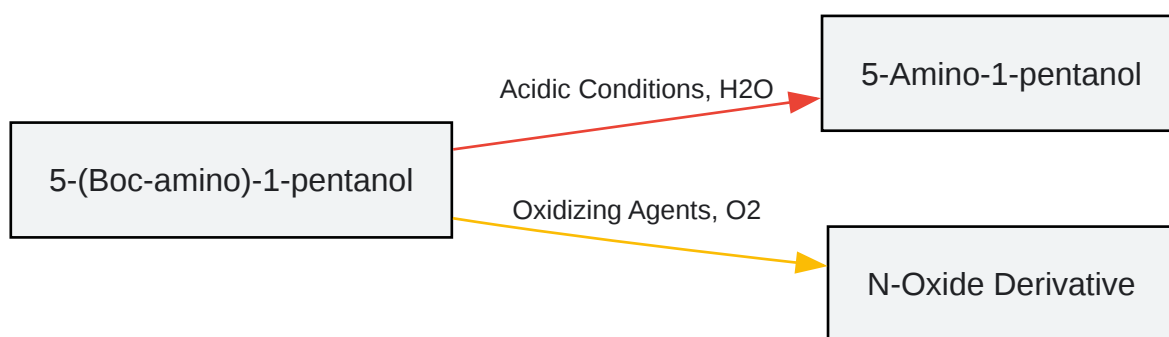 5-Amino-1-pentanol
Acidic Conditions, H2O
5-(Boc-amino)-1-pentanol
Oxidizing Agents, O2
N-Oxide Derivative